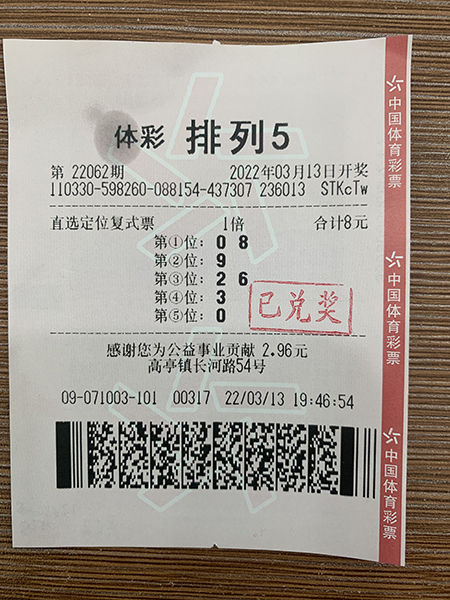 体彩 排列5
第 22062期 2022年03月13日开奖
110330-598260-088154-437307 236013 STKcTw
直选定位复式票 1倍 合计8元
第①位: 0 8
第②位: 9
第③位: 2 6
第④位: 3
第⑤位: 0
已兑奖
感谢您为公益事业贡献 2.96元
高亭镇长河路54号
09-071003-101 00317 22/03/13 19:46:54
中国体育彩票
中国体育彩票
中国体育彩票